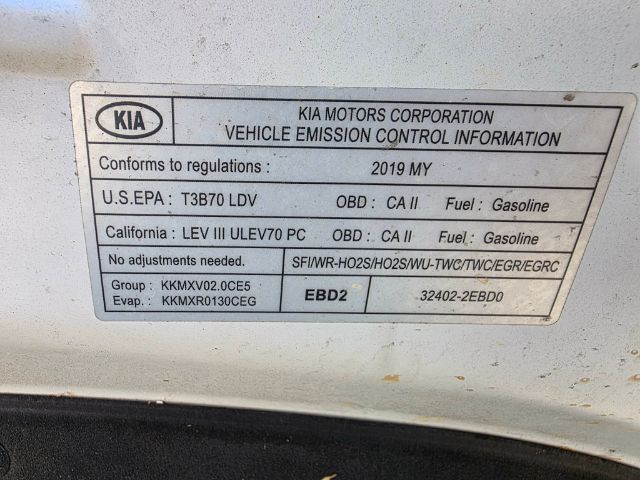 KIA
KIA MOTORS CORPORATION
VEHICLE EMISSION CONTROL INFORMATION
Conforms to regulations : 2019 MY
U.S.EPA : T3B70 LDV OBD : CA II Fuel : Gasoline
California : LEV III ULEV70 PC OBD : CA II Fuel : Gasoline
No adjustments needed. SFI/WR-HO2S/HO2S/WU-TWC/TWC/EGR/EGRC
Group : KKMXV02.0CE5
Evap. : KKMXR0130CEG
EBD2 32402-2EBD0